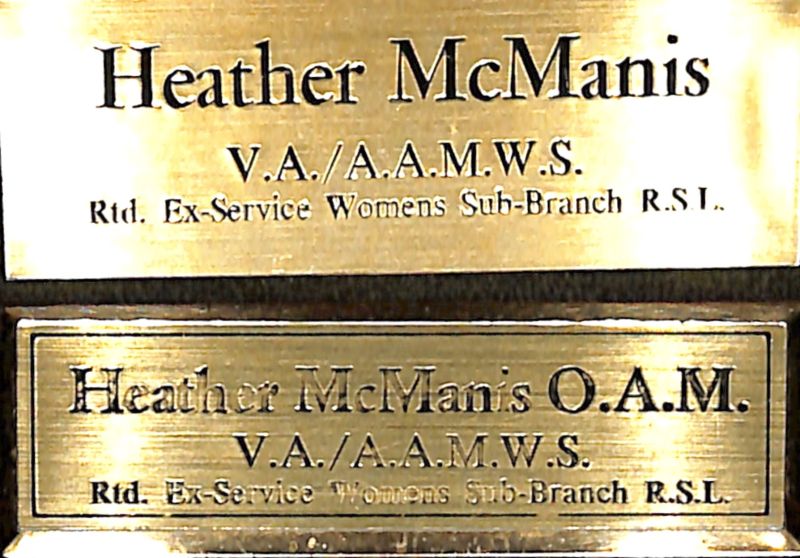 Heather McManis
V.A./A.A.M.W.S.
Rtd. Ex-Service Womens Sub-Branch R.S.L.
Heather McManis O.A.M.
V.A./A.A.M.W.S.
Rtd. Ex-Service Womens Sub-Branch R.S.L.